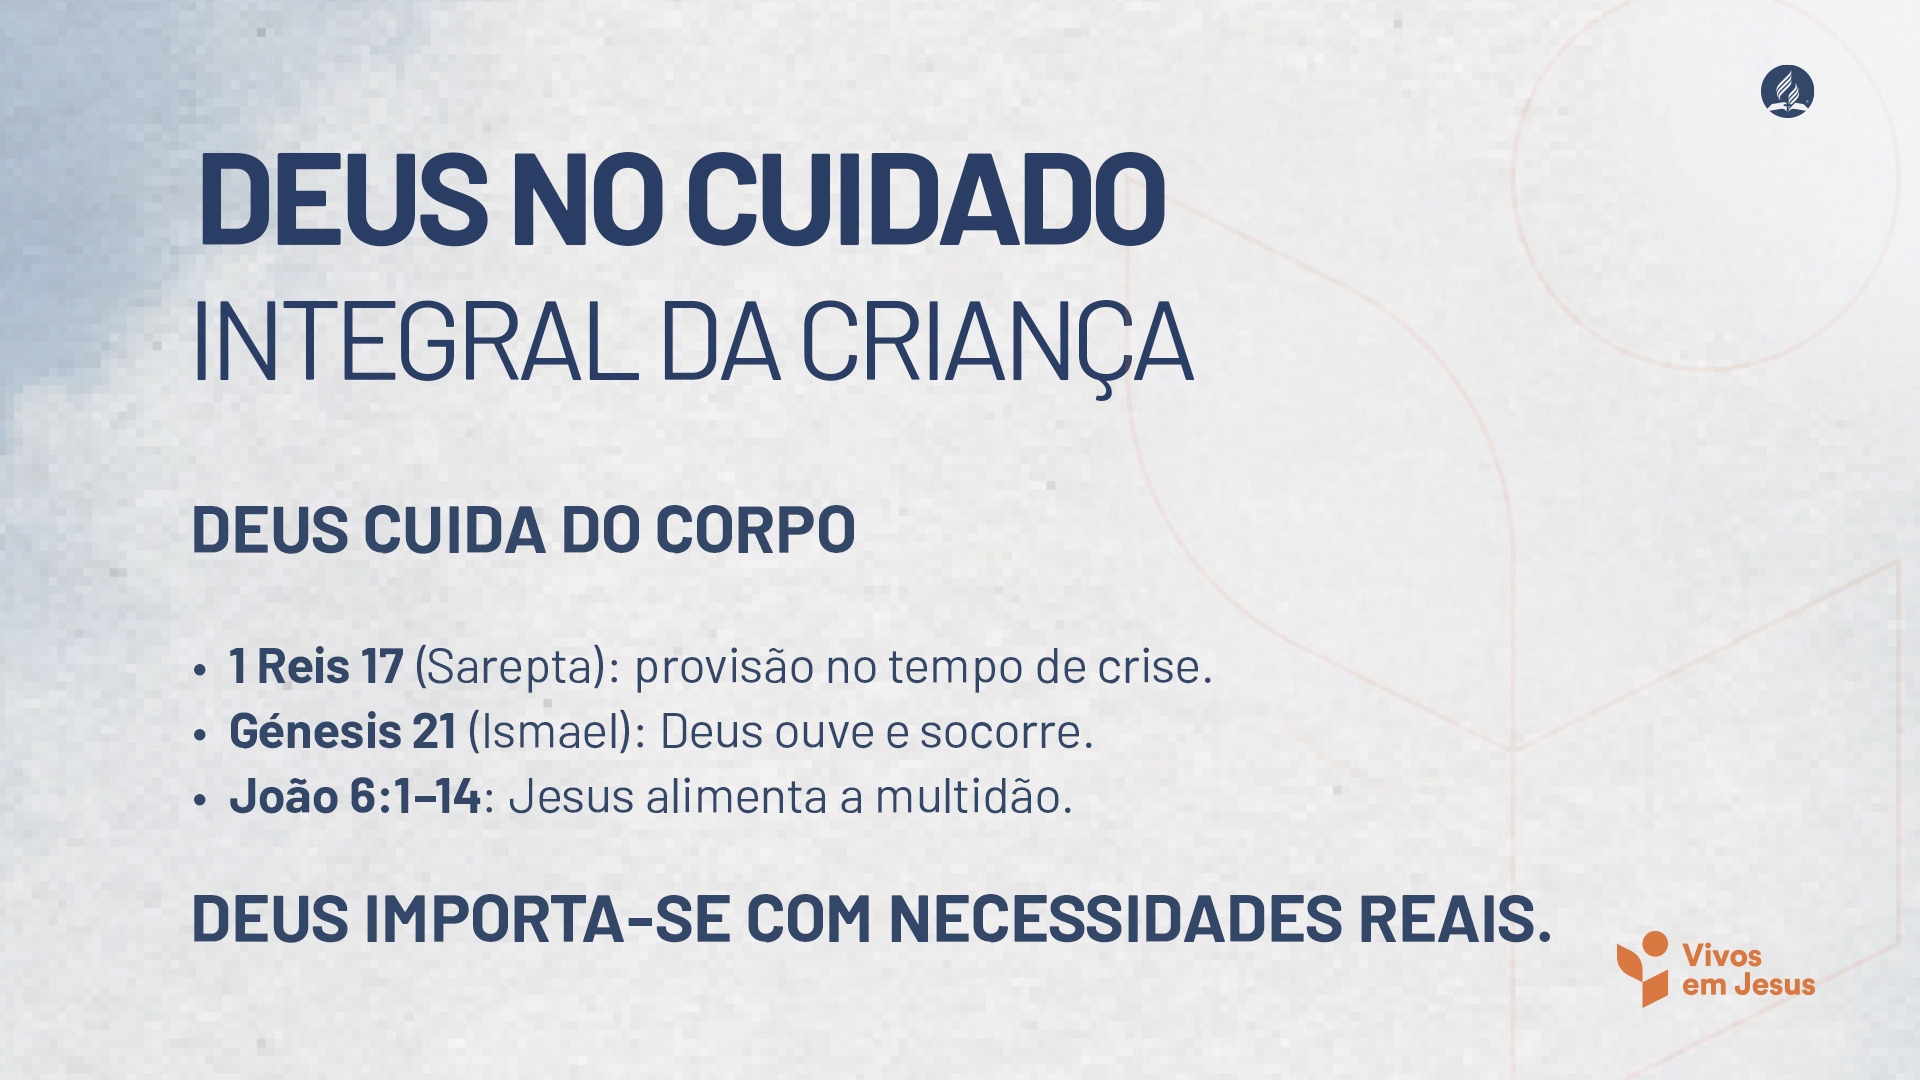 DEUS NO CUIDADO
INTEGRAL DA CRIANÇA
DEUS CUIDA DO CORPO
• 1 Reis 17 (Sarepta): provisão no tempo de crise.
• Génesis 21 (Ismael): Deus ouve e socorre.
• João 6:1–14: Jesus alimenta a multidão.
DEUS IMPORTA-SE COM NECESSIDADES REAIS.
Vivos
em Jesus